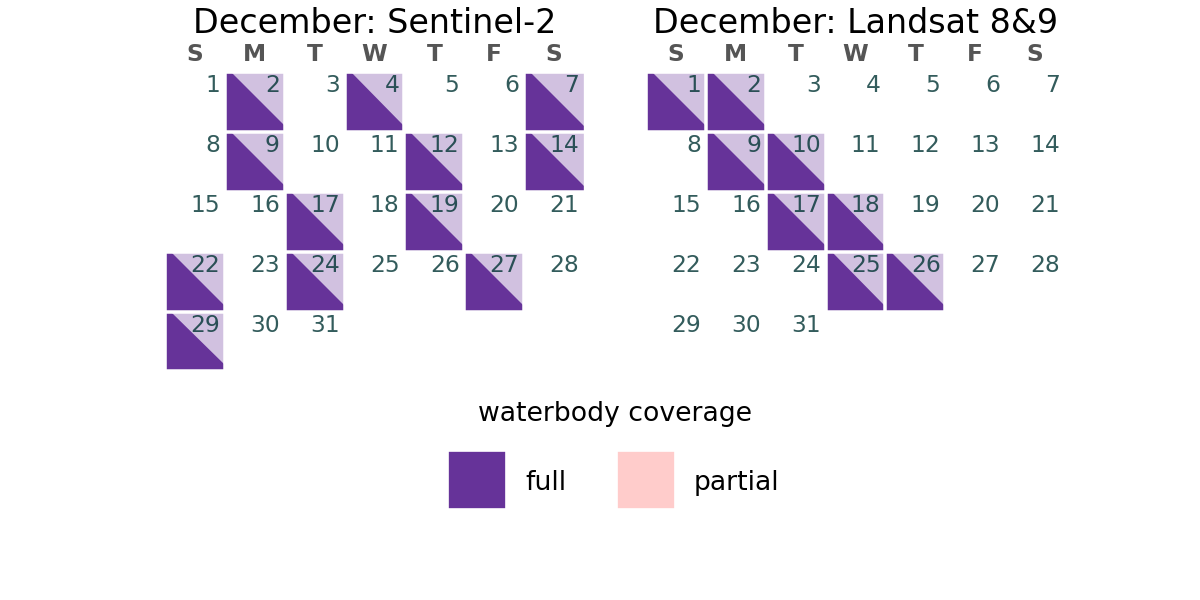 December: Sentinel-2
S M T W T F S
1 2 3 4 5 6 7
8 9 10 11 12 13 14
15 16 17 18 19 20 21
22 23 24 25 26 27 28
29 30 31
December: Landsat 8&9
S M T W T F S
1 2 3 4 5 6 7
8 9 10 11 12 13 14
15 16 17 18 19 20 21
22 23 24 25 26 27 28
29 30 31
waterbody coverage
full partial